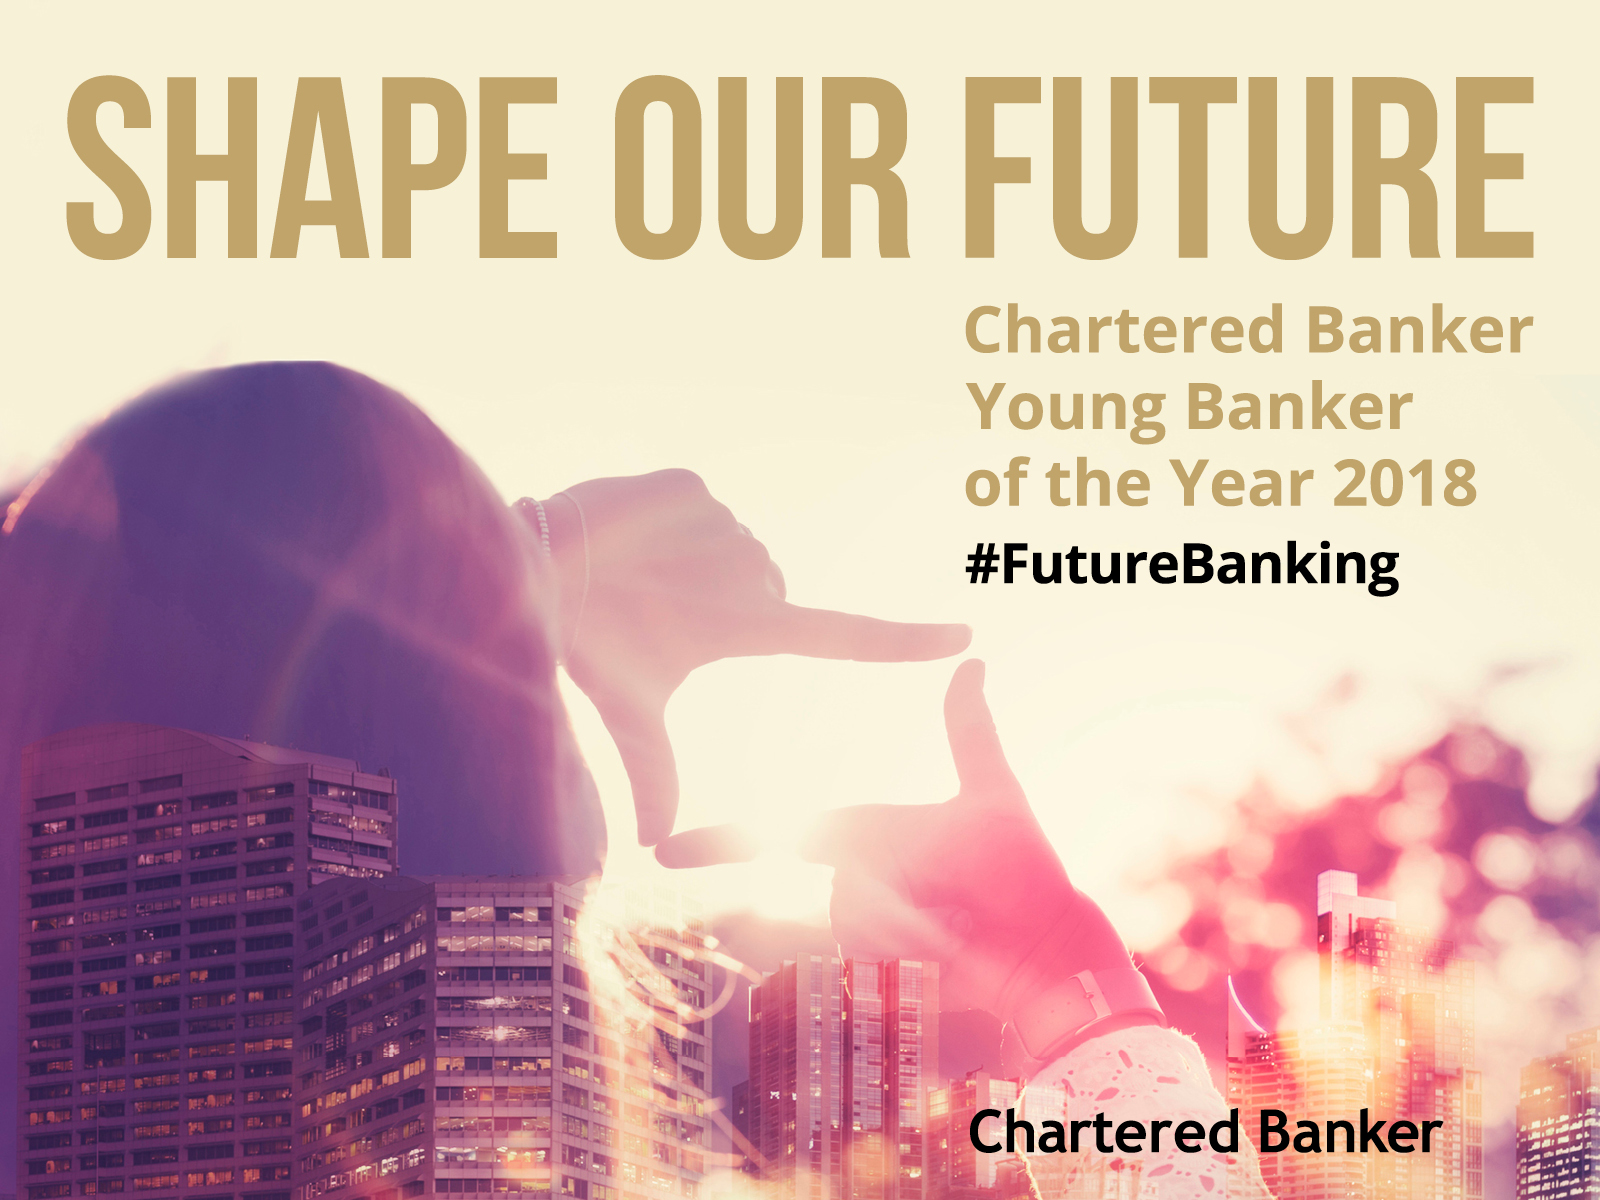 SHAPE OUR FUTURE
Chartered Banker
Young Banker
of the Year 2018
#FutureBanking
Chartered Banker